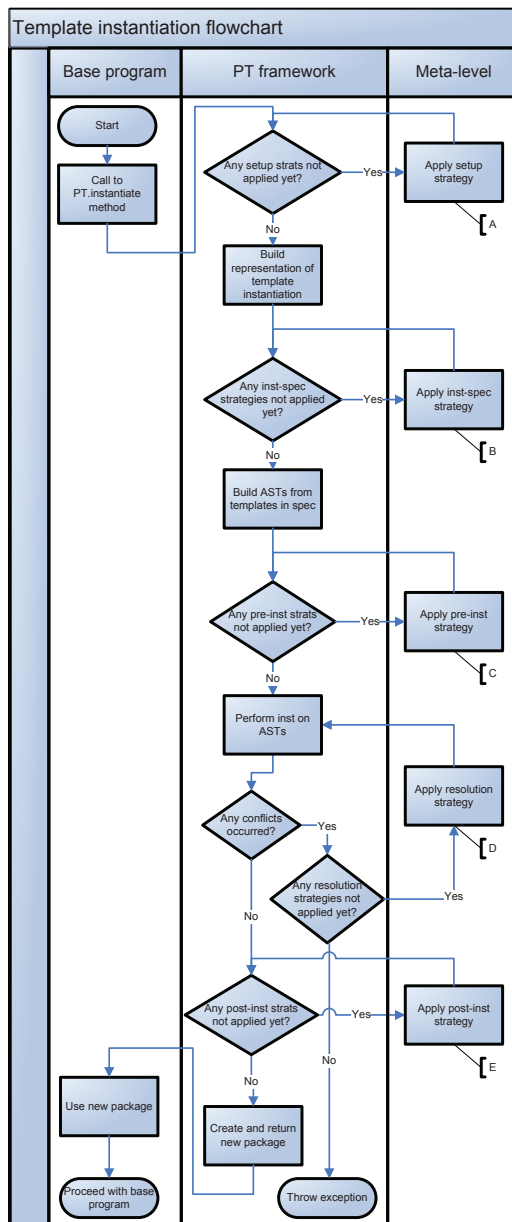 Template instantiation flowchart
Base program
PT framework
Meta-level
Start
Call to
PT.instantiate
method
Any setup strats not
applied yet?
Yes
Apply setup
strategy
A
No
Build
representation of
template
instantiation
Any inst-spec
strategies not applied
yet?
Yes
Apply inst-spec
strategy
B
No
Build ASTs from
templates in spec
Any pre-inst strats
not applied yet?
Yes
Apply pre-inst
strategy
C
No
Perform inst on
ASTs
Apply resolution
strategy
D
Any conflicts
occurred?
Yes
Any resolution
strategies not
applied yet?
Yes
No
Any post-inst strats
not applied yet?
Yes
Apply post-inst
strategy
E
No
No
Use new package
Create and return
new package
Proceed with base
program
Throw exception